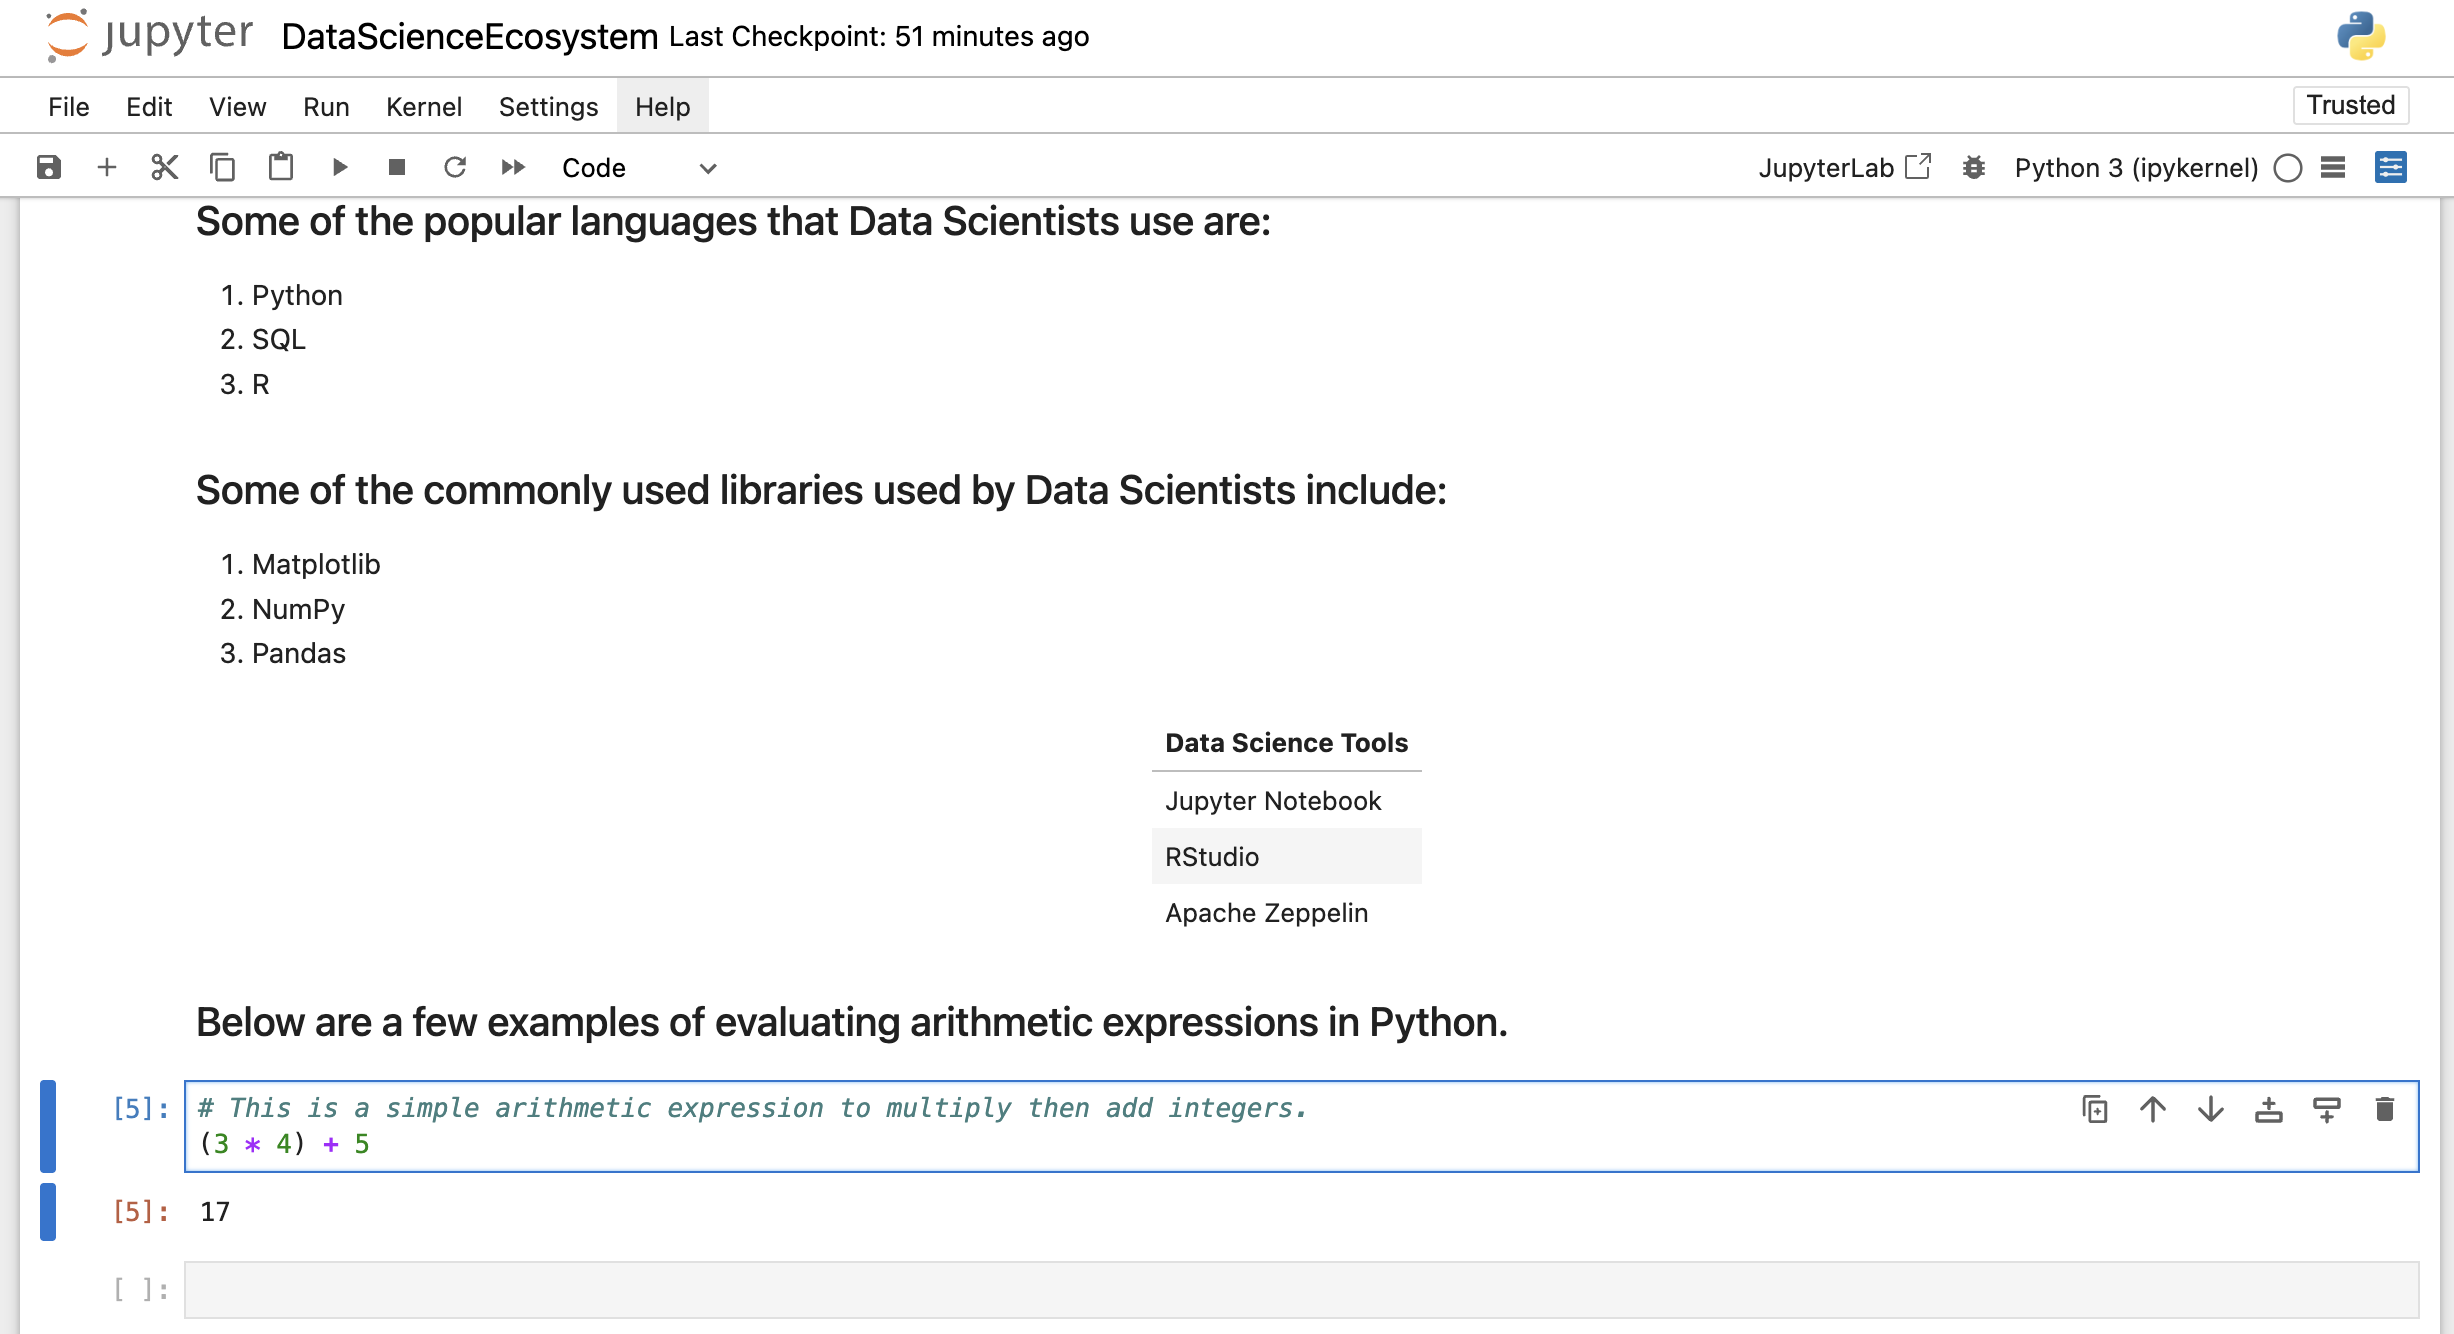 jupyter DataScienceEcosystem Last Checkpoint: 51 minutes ago
File Edit View Run Kernel Settings Help Trusted
Code JupyterLab Python 3 (ipykernel)
Some of the popular languages that Data Scientists use are:
1. Python
2. SQL
3. R
Some of the commonly used libraries used by Data Scientists include:
1. Matplotlib
2. NumPy
3. Pandas
Data Science Tools
Jupyter Notebook
RStudio
Apache Zeppelin
Below are a few examples of evaluating arithmetic expressions in Python.
[5]: # This is a simple arithmetic expression to multiply then add integers.
(3 * 4) + 5
[5]: 17
[ ]: